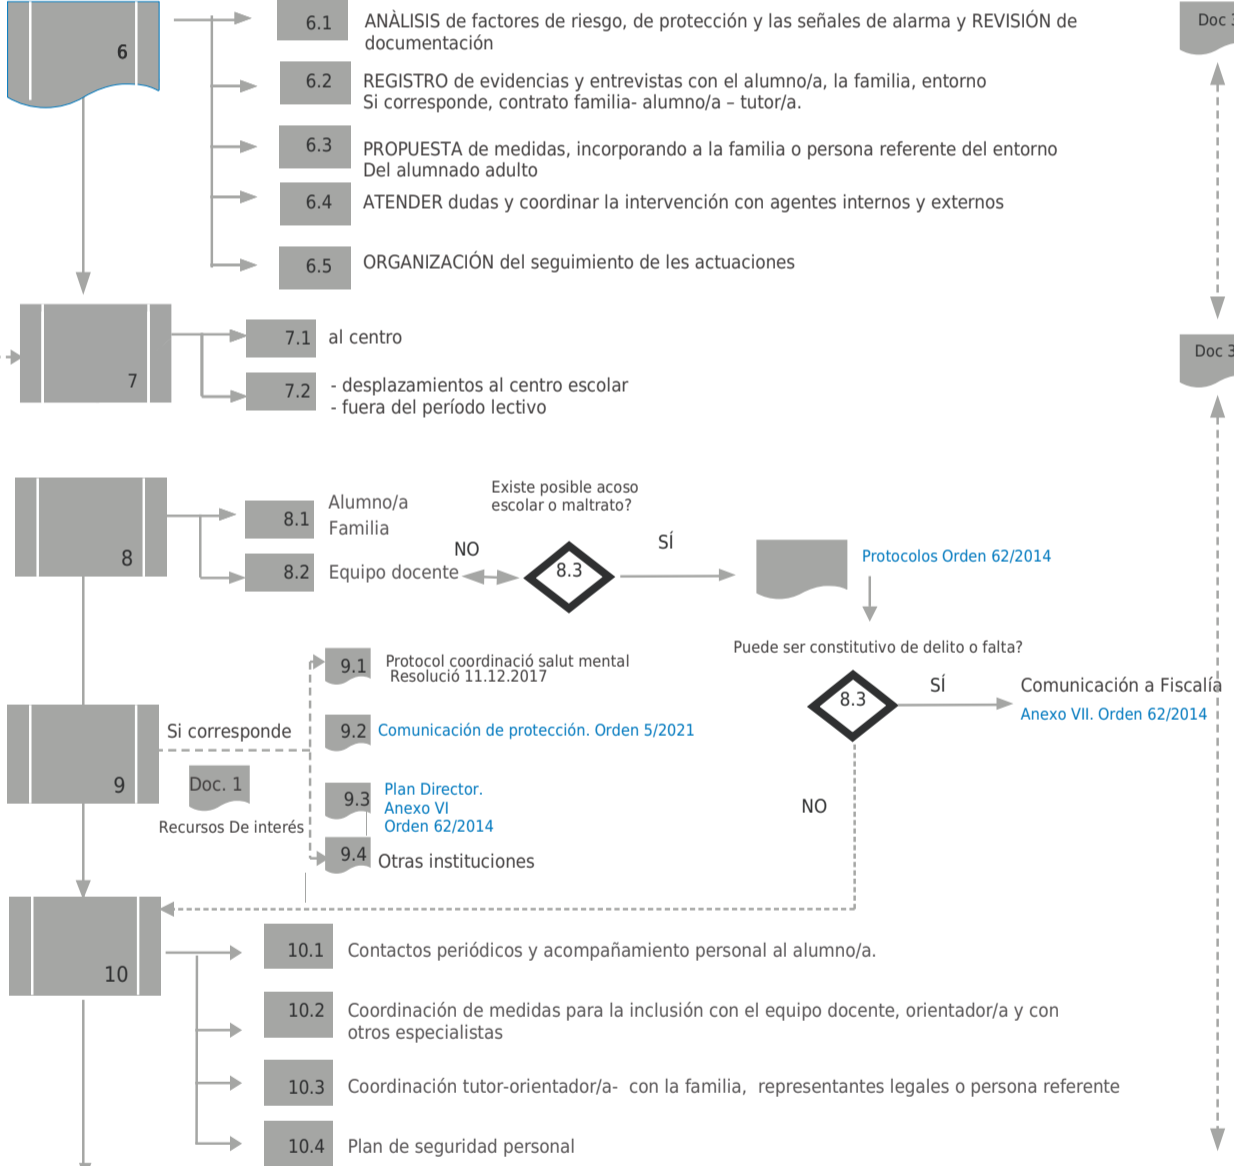 6
6.1
ANÀLISIS de factores de riesgo, de protección y las señales de alarma y REVISIÓN de
documentación
Doc 3
6.2
REGISTRO de evidencias y entrevistas con el alumno/a, la familia, entorno
Si corresponde, contrato familia- alumno/a – tutor/a.
6.3
PROPUESTA de medidas, incorporando a la familia o persona referente del entorno
Del alumnado adulto
6.4
ATENDER dudas y coordinar la intervención con agentes internos y externos
6.5
ORGANIZACIÓN del seguimiento de les actuaciones
7
7.1
al centro
Doc 3
7.2
- desplazamientos al centro escolar
- fuera del período lectivo
8
8.1
Alumno/a
Familia
8.2
Equipo docente
Existe posible acoso
escolar o maltrato?
NO
8.3
SÍ
Protocolos Orden 62/2014
Puede ser constitutivo de delito o falta?
8.3
SÍ
Comunicación a Fiscalía
Anexo VII. Orden 62/2014
NO
9
Si corresponde
Doc. 1
Recursos De interés
9.1
Protocol coordinació salut mental
Resolució 11.12.2017
9.2
Comunicación de protección. Orden 5/2021
9.3
Plan Director.
Anexo VI
Orden 62/2014
9.4
Otras instituciones
10
10.1
Contactos periódicos y acompañamiento personal al alumno/a.
10.2
Coordinación de medidas para la inclusión con el equipo docente, orientador/a y con
otros especialistas
10.3
Coordinación tutor-orientador/a- con la familia, representantes legales o persona referente
10.4
Plan de seguridad personal